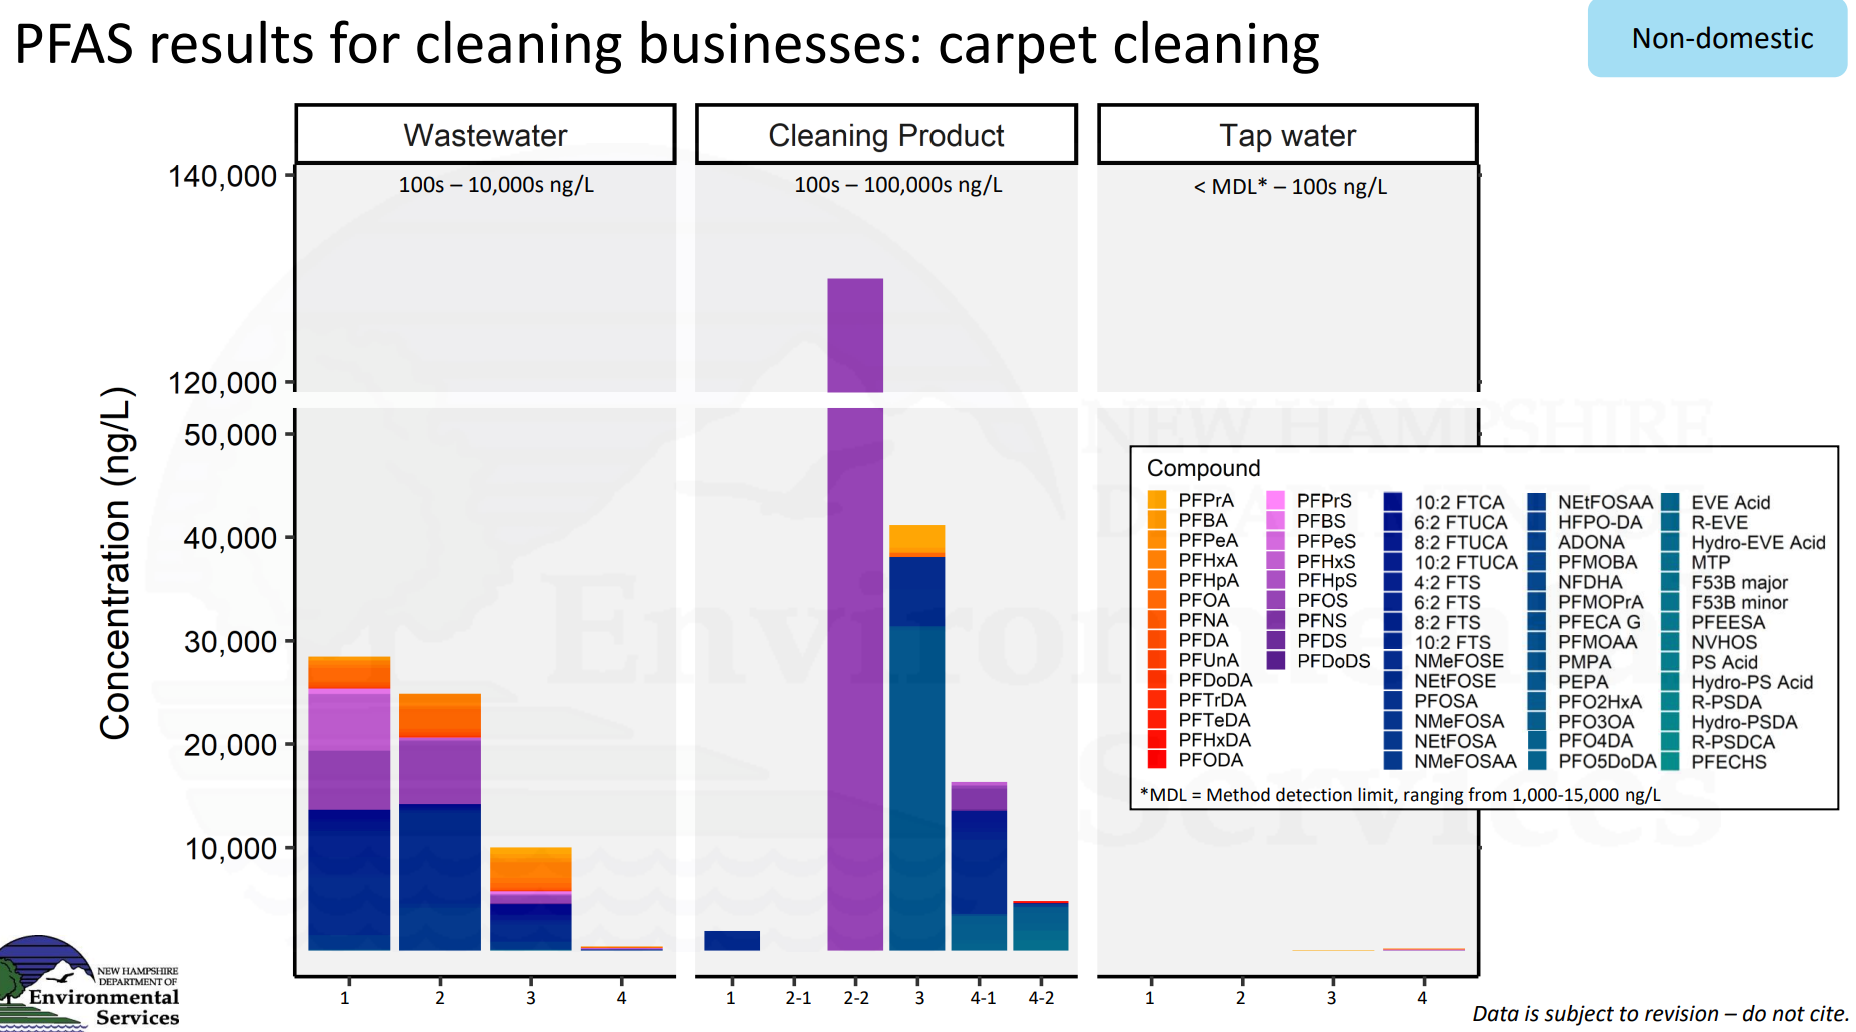 PFAS results for cleaning businesses: carpet cleaning
Non-domestic
Wastewater
Cleaning Product
Tap water
100s – 10,000s ng/L
100s – 100,000s ng/L
< MDL* – 100s ng/L
Concentration (ng/L)
140,000
120,000
50,000
40,000
30,000
20,000
10,000
1
2
3
4
1
2-1
2-2
3
4-1
4-2
1
2
3
4
Compound
PFPrA
PFBA
PFPeA
PFHxA
PFHpA
PFOA
PFNA
PFDA
PFUnA
PFDoDA
PFTrDA
PFTeDA
PFHxDA
PFODA
PFPrS
PFBS
PFPeS
PFHxS
PFHpS
PFOS
PFNS
PFDS
PFDoDS
10:2 FTCA
6:2 FTUCA
8:2 FTUCA
10:2 FTUCA
4:2 FTS
6:2 FTS
8:2 FTS
10:2 FTS
NMeFOSE
NEtFOSE
PFOSA
NMeFOSA
NEtFOSA
NMeFOSAA
NEtFOSAA
HFPO-DA
ADONA
PFMOBA
NFDHA
PFMOPrA
PFECA G
PFMOAA
PMPA
PEPA
PFO2HxA
PFO3OA
PFO4DA
PFO5DoDA
EVE Acid
R-EVE
Hydro-EVE Acid
MTP
F53B major
F53B minor
PFEESA
NVHOS
PS Acid
Hydro-PS Acid
R-PSDA
Hydro-PSDA
R-PSDCA
PFECHS
*MDL = Method detection limit, ranging from 1,000-15,000 ng/L
NEW HAMPSHIRE
DEPARTMENT OF
Environmental
Services
Data is subject to revision – do not cite.